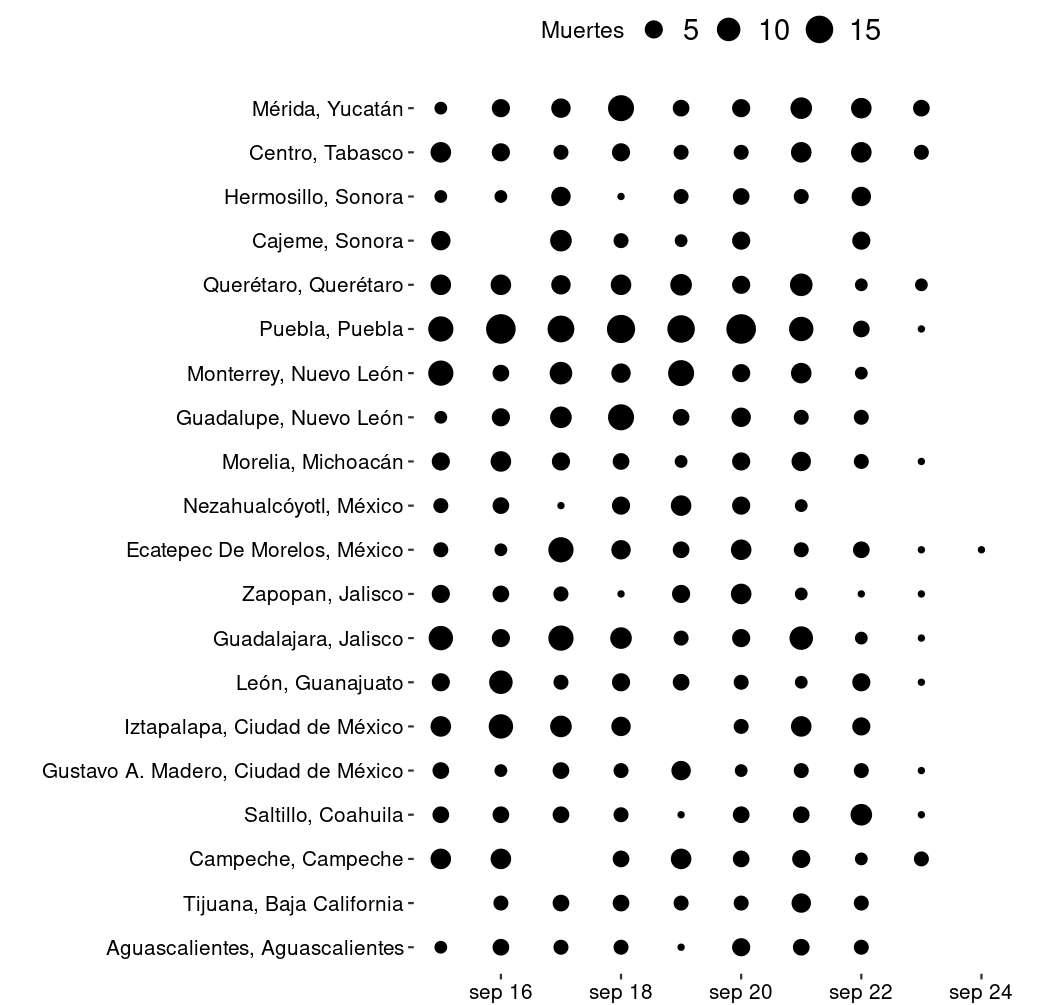 Muertes 5 10 15
Mérida, Yucatán
Centro, Tabasco
Hermosillo, Sonora
Cajeme, Sonora
Querétaro, Querétaro
Puebla, Puebla
Monterrey, Nuevo León
Guadalupe, Nuevo León
Morelia, Michoacán
Nezahualcóyotl, México
Ecatepec De Morelos, México
Zapopan, Jalisco
Guadalajara, Jalisco
León, Guanajuato
Iztapalapa, Ciudad de México
Gustavo A. Madero, Ciudad de México
Saltillo, Coahuila
Campeche, Campeche
Tijuana, Baja California
Aguascalientes, Aguascalientes
sep 16 sep 18 sep 20 sep 22 sep 24